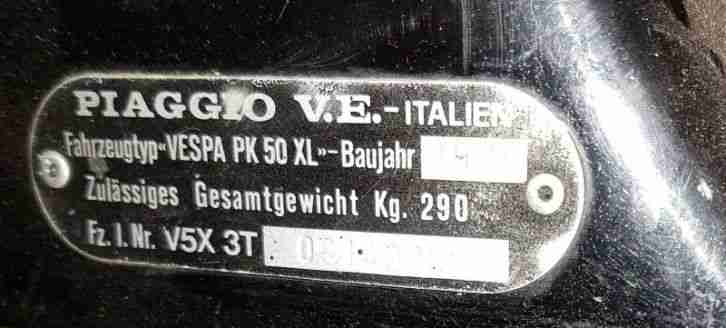 PIAGGIO V.E.-ITALIEN
Fahrzeugtyp «VESPA PK 50 XL»-Baujahr
Zulässiges Gesamtgewicht Kg. 290
Fz. I. Nr. V5X 3T